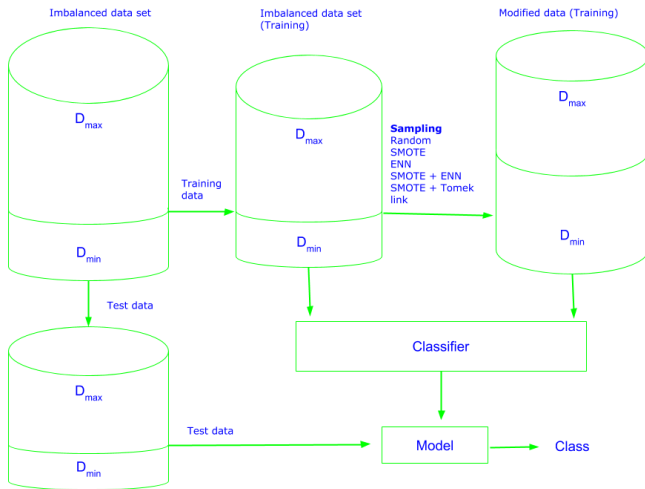 Imbalanced data set
Imbalanced data set
(Training)
Modified data (Training)
Dmax
Dmin
Training
data
Dmax
Dmin
Sampling
Random
SMOTE
ENN
SMOTE + ENN
SMOTE + Tomek
link
Dmax
Dmin
Test data
Classifier
Dmax
Dmin
Test data
Model
Class